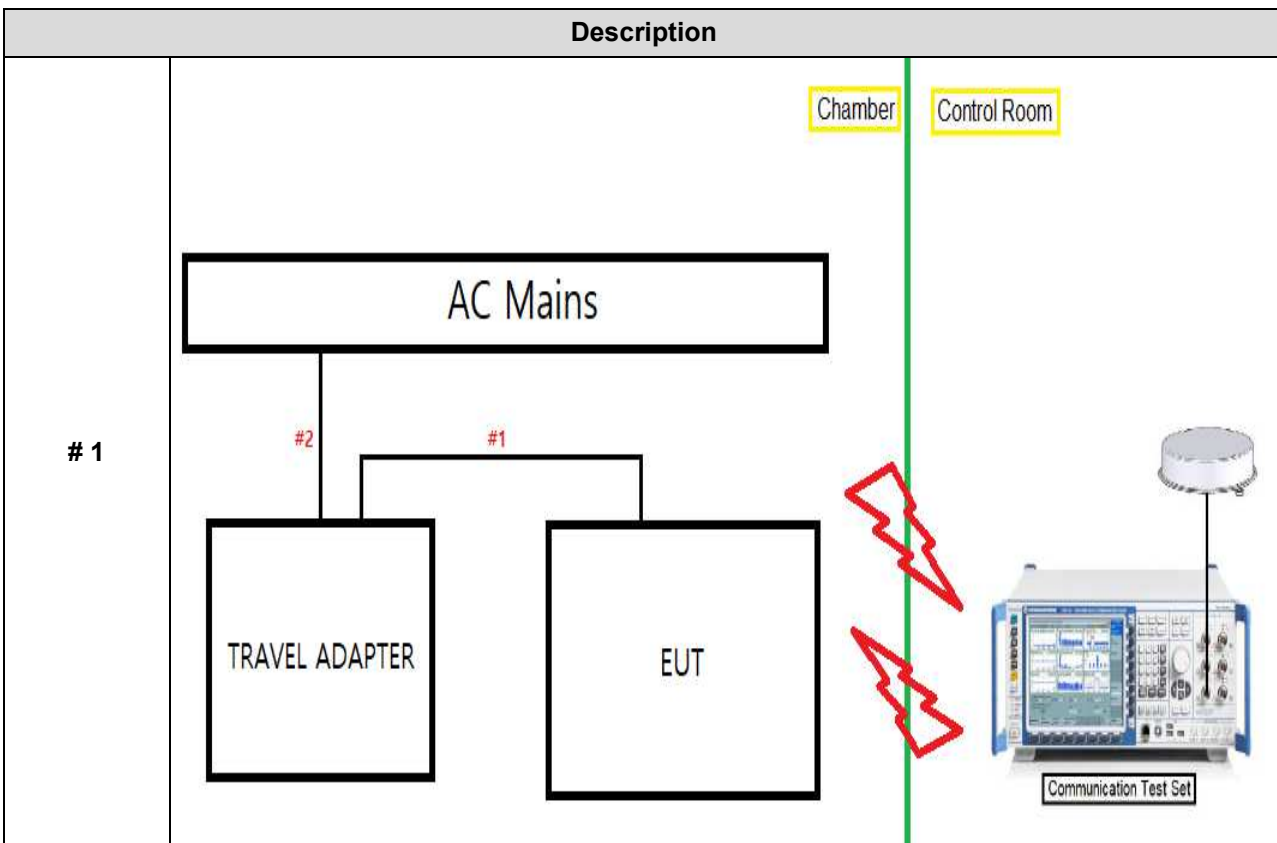 Description
# 1
Chamber
Control Room
AC Mains
#2
#1
TRAVEL ADAPTER
EUT
Communication Test Set